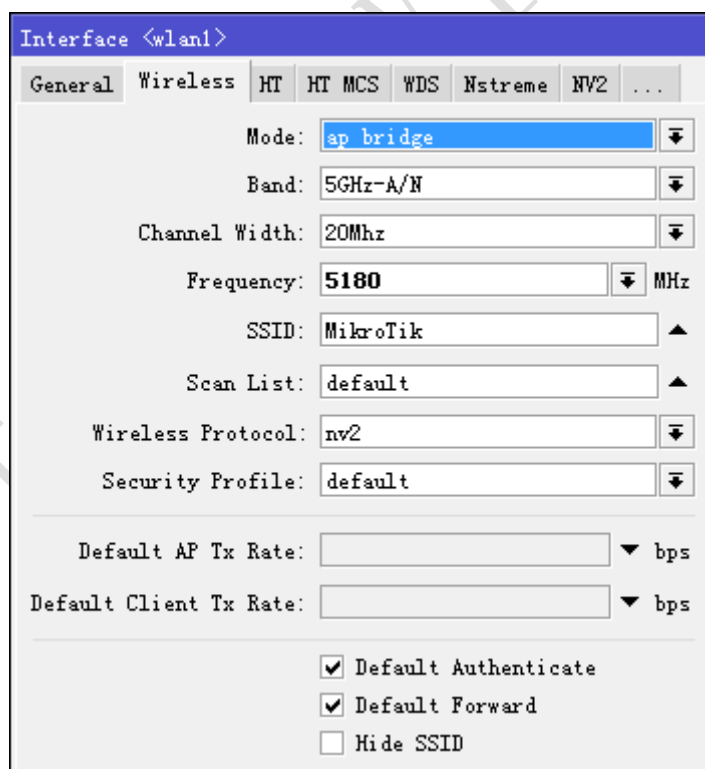 Interface <wlan1>
General Wireless HT HT MCS WDS Nstreme NV2 ...
Mode: ap bridge
Band: 5GHz-A/N
Channel Width: 20Mhz
Frequency: 5180 MHz
SSID: MikroTik
Scan List: default
Wireless Protocol: nv2
Security Profile: default
Default AP Tx Rate: bps
Default Client Tx Rate: bps
Default Authenticate
Default Forward
Hide SSID